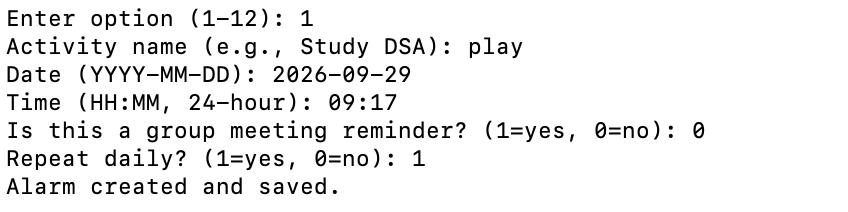 Enter option (1-12): 1
Activity name (e.g., Study DSA): play
Date (YYYY-MM-DD): 2026-09-29
Time (HH:MM, 24-hour): 09:17
Is this a group meeting reminder? (1=yes, 0=no): 0
Repeat daily? (1=yes, 0=no): 1
Alarm created and saved.